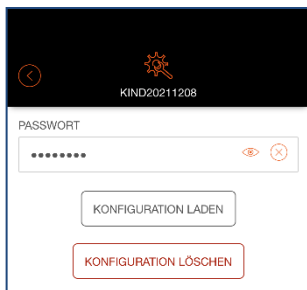 KIND20211208
PASSWORT
••••••••
KONFIGURATION LADEN
KONFIGURATION LÖSCHEN